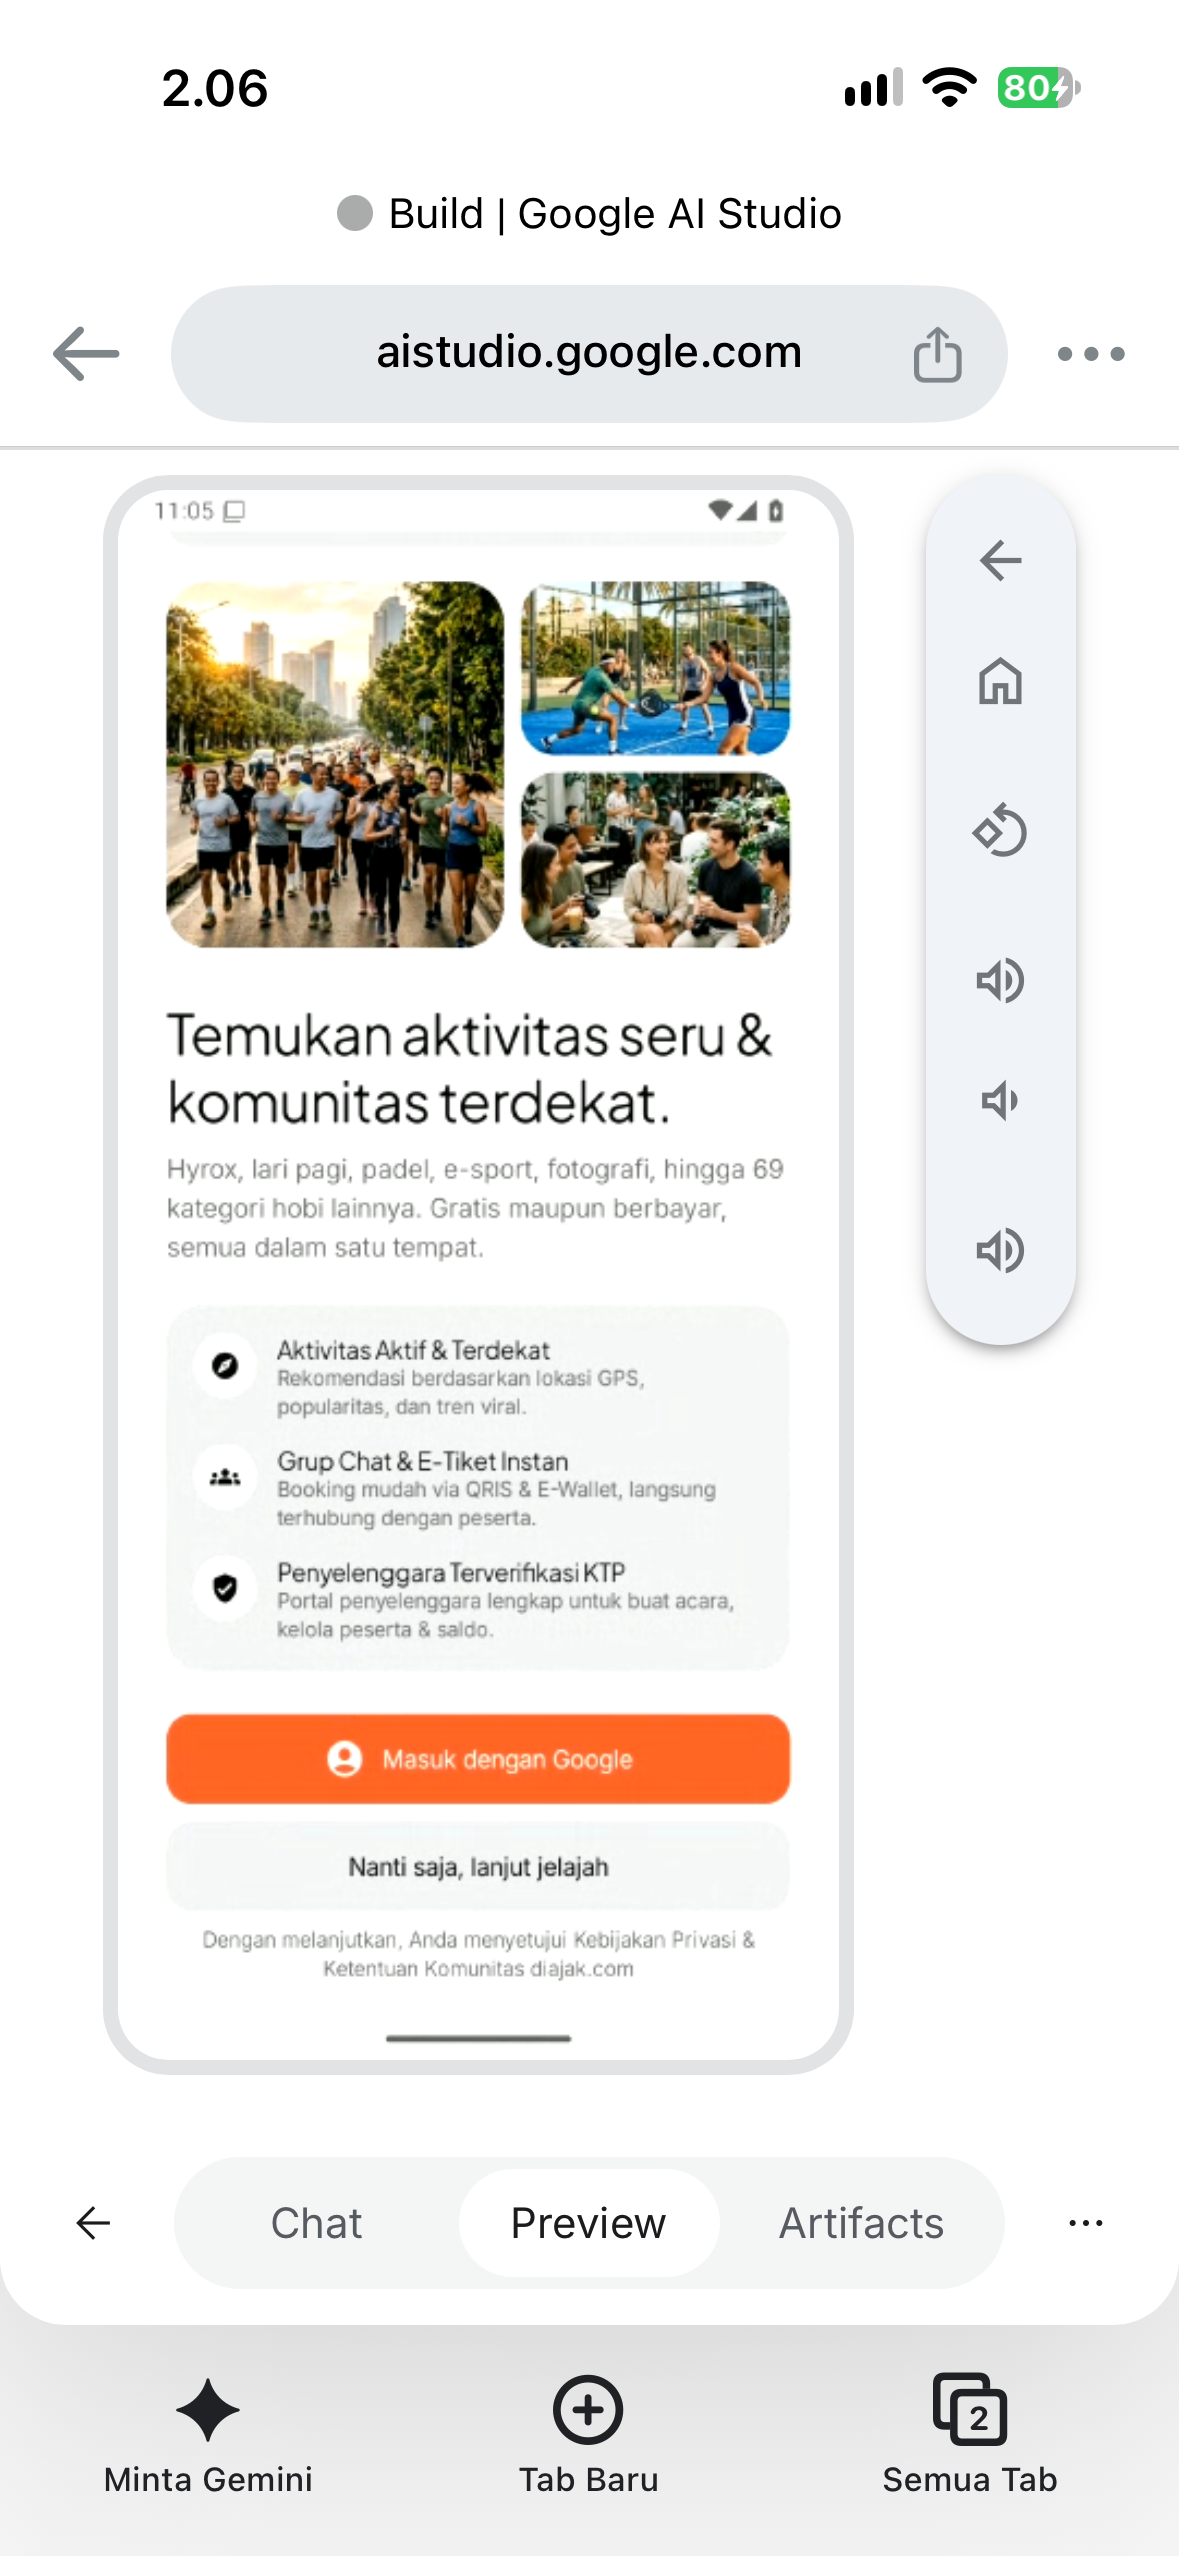 2.06
80
Build | Google AI Studio
aistudio.google.com
11:05
Temukan aktivitas seru &
komunitas terdekat.
Hyrox, lari pagi, padel, e-sport, fotografi, hingga 69
kategori hobi lainnya. Gratis maupun berbayar,
semua dalam satu tempat.
Aktivitas Aktif & Terdekat
Rekomendasi berdasarkan lokasi GPS,
popularitas, dan tren viral.
Grup Chat & E-Tiket Instan
Booking mudah via QRIS & E-Wallet, langsung
terhubung dengan peserta.
Penyelenggara Terverifikasi KTP
Portal penyelenggara lengkap untuk buat acara,
kelola peserta & saldo.
Masuk dengan Google
Nanti saja, lanjut jelajah
Dengan melanjutkan, Anda menyetujui Kebijakan Privasi &
Ketentuan Komunitas diajak.com
Chat
Preview
Artifacts
2
Minta Gemini
Tab Baru
Semua Tab